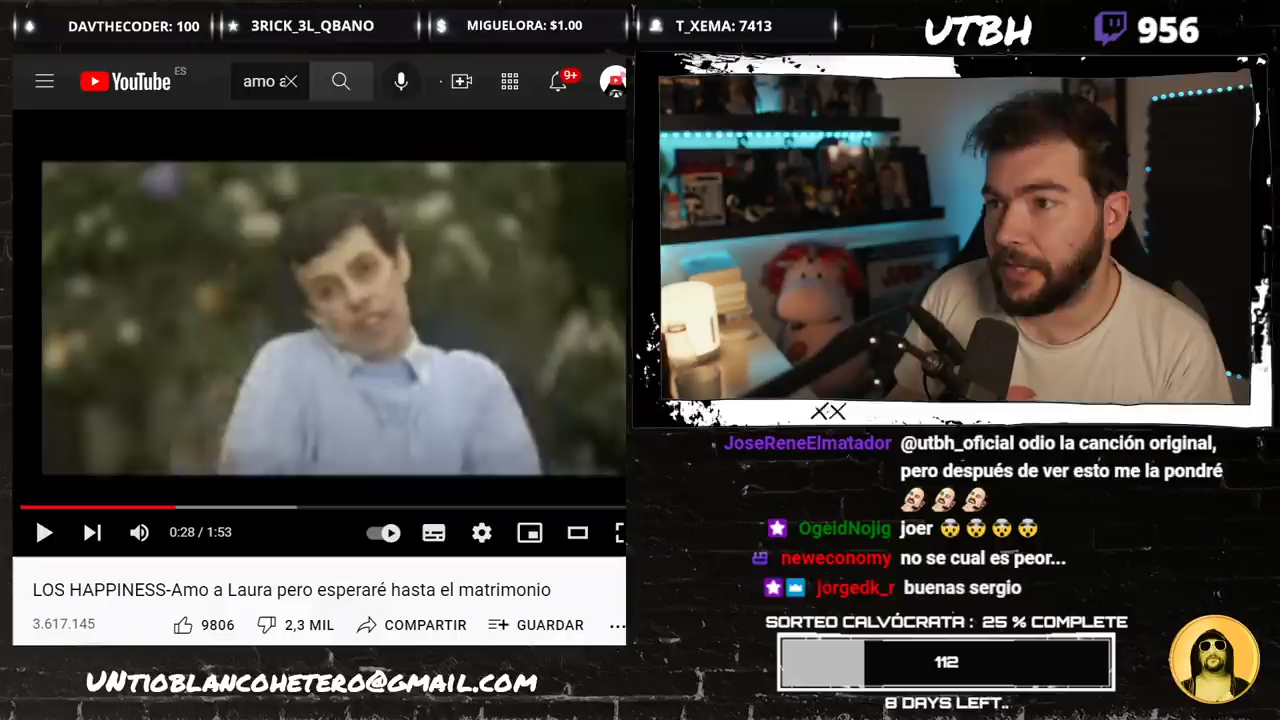 DAVTHECODER: 100
3RICK_3L_QBANO
MIGUELORA: $1.00
T_XEMA: 7413
UTBH
956
YouTube
ES
amo a
9+
0:28 / 1:53
LOS HAPPINESS-Amo a Laura pero esperaré hasta el matrimonio
3.617.145
9806
2,3 MIL
COMPARTIR
GUARDAR
UNTIOBLANCOHETERO@GMAIL.COM
XX
JoseReneElmatador @utbh_oficial odio la canción original,
pero después de ver esto me la pondré
OgeidNojig joer
neweconomy no se cual es peor...
jorgedk_r buenas sergio
SORTEO CALVÓCRATA : 25 % COMPLETE
112
8 DAYS LEFT..